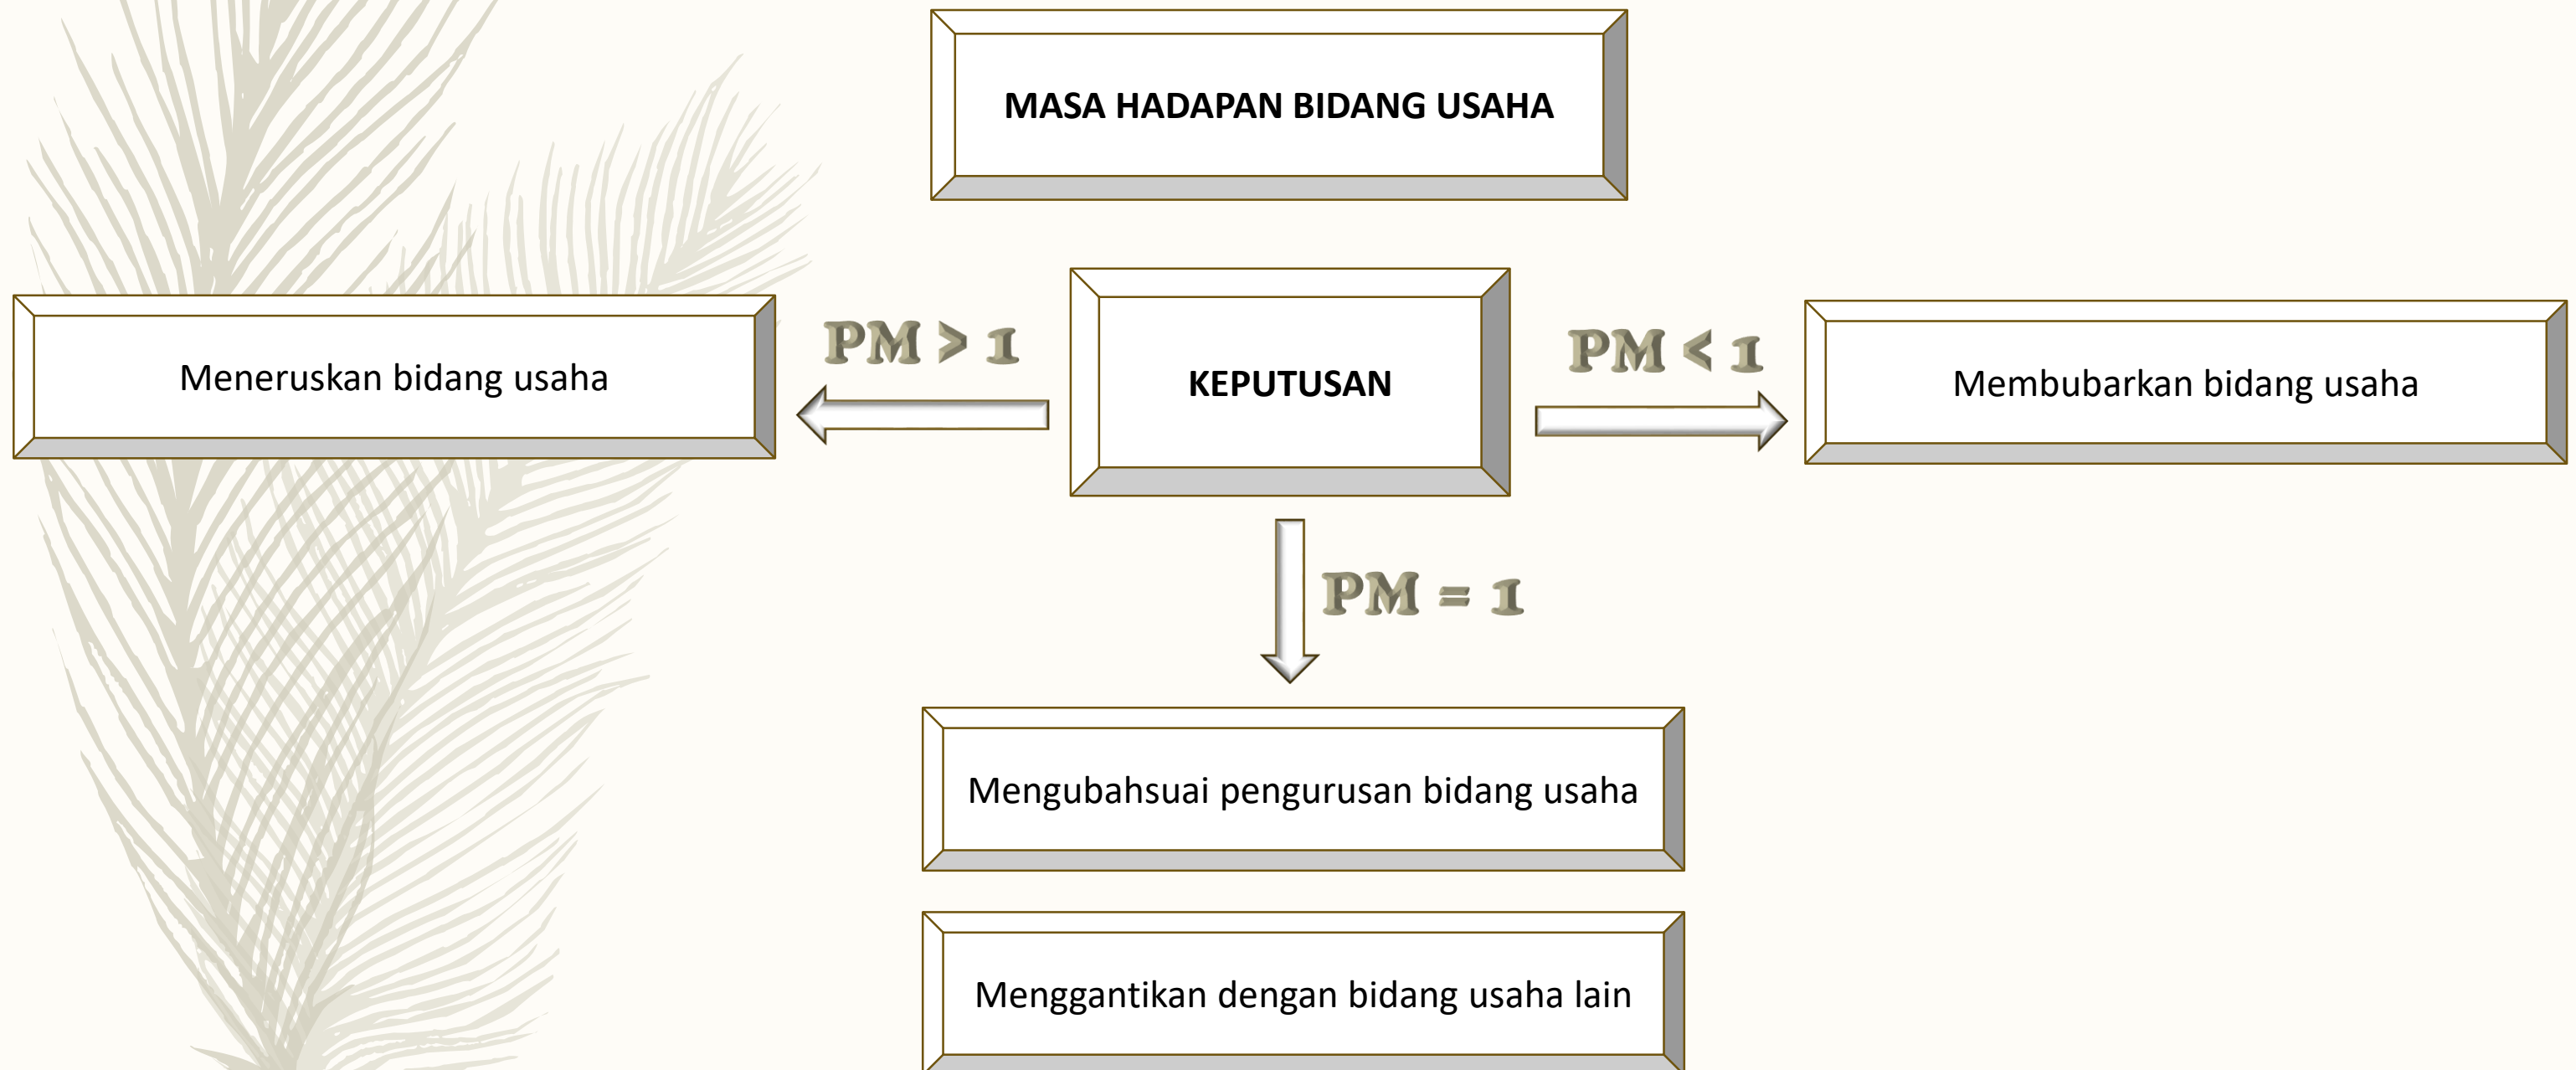 MASA HADAPAN BIDANG USAHA
Meneruskan bidang usaha
PM > 1
KEPUTUSAN
PM < 1
Membubarkan bidang usaha
PM = 1
Mengubahsuai pengurusan bidang usaha
Menggantikan dengan bidang usaha lain